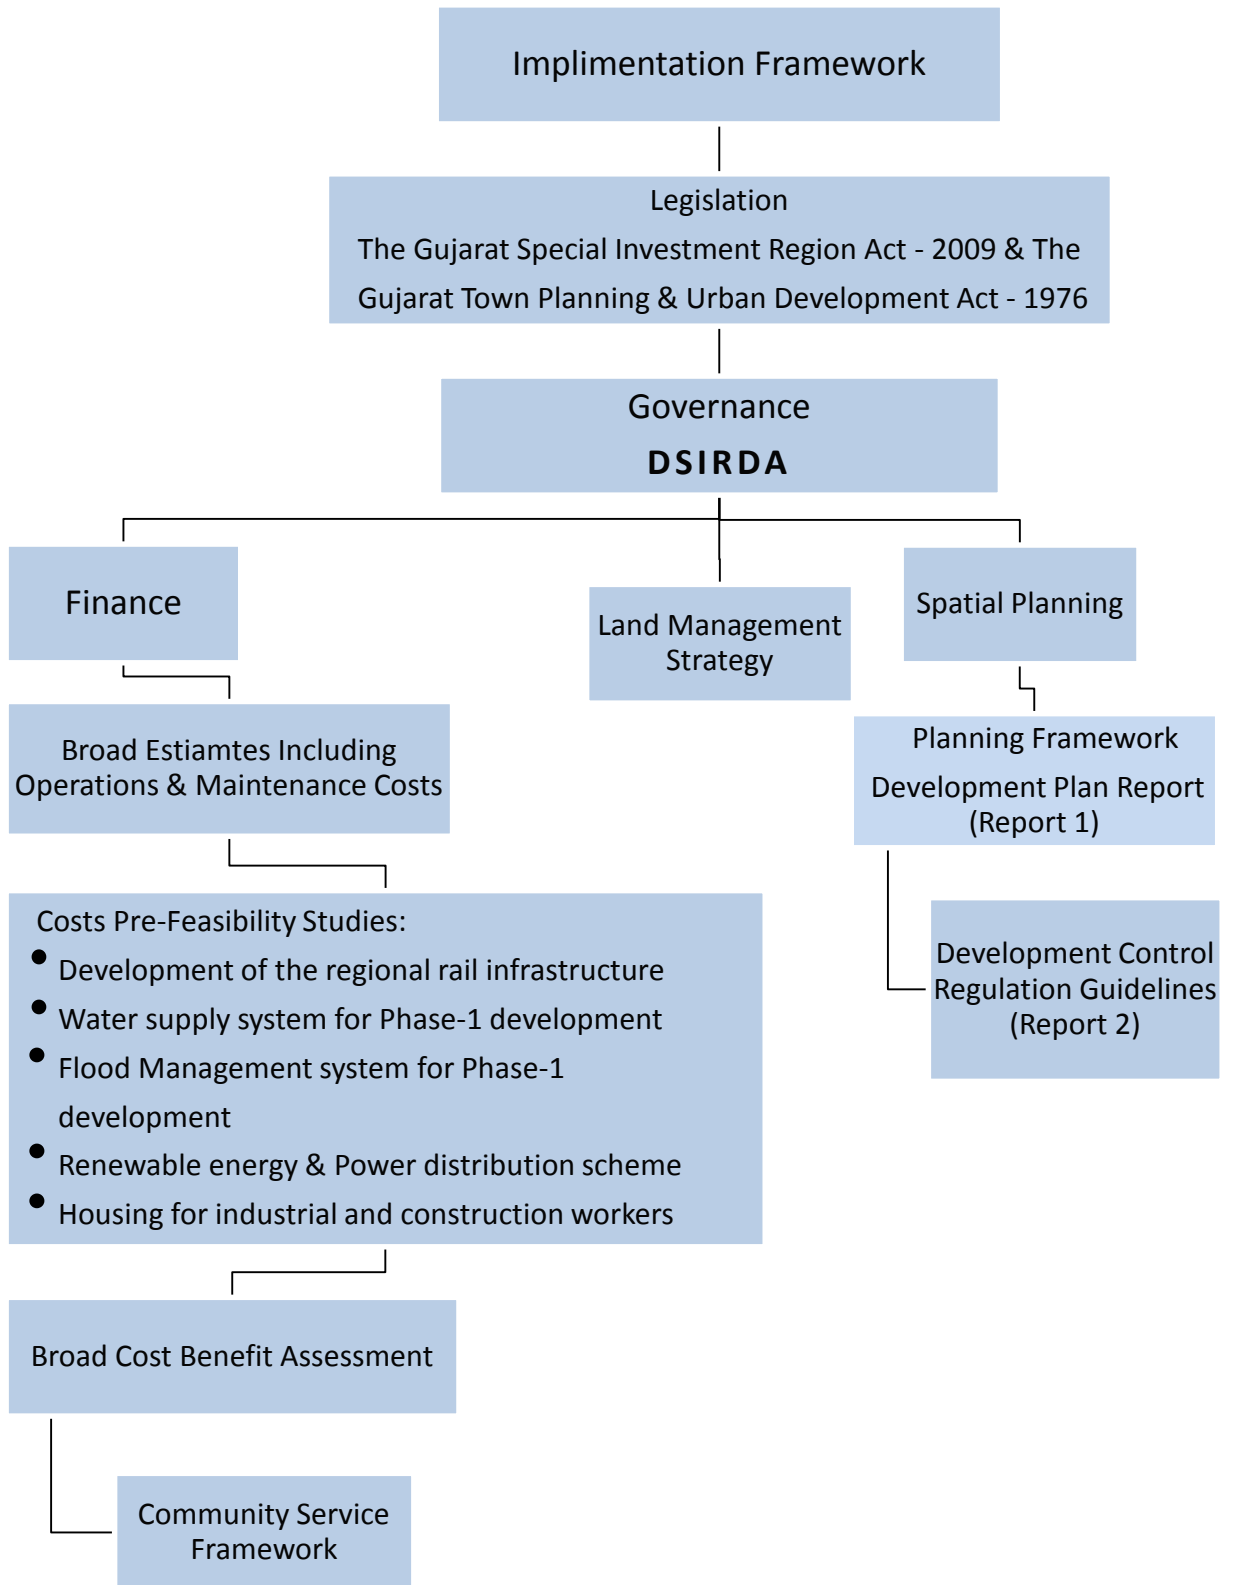 Implimentation Framework
Legislation
The Gujarat Special Investment Region Act - 2009 & The
Gujarat Town Planning & Urban Development Act - 1976
Governance
DSIRDA
Finance
Land Management
Strategy
Spatial Planning
Broad Estiamtes Including
Operations & Maintenance Costs
Planning Framework
Development Plan Report
(Report 1)
Costs Pre-Feasibility Studies:
• Development of the regional rail infrastructure
• Water supply system for Phase-1 development
• Flood Management system for Phase-1
development
• Renewable energy & Power distribution scheme
• Housing for industrial and construction workers
Development Control
Regulation Guidelines
(Report 2)
Broad Cost Benefit Assessment
Community Service
Framework